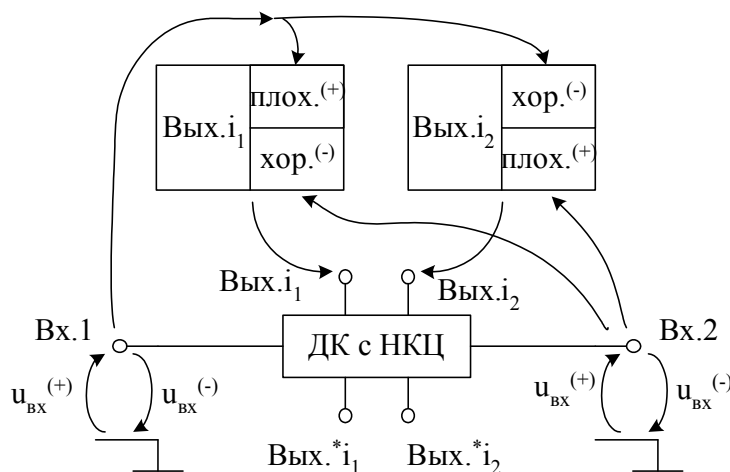 плох.(+)
Вых.i1
хор.(-)
хор.(-)
Вых.i2
плох.(+)
Вых.i1
Вых.i2
Вх.1
ДК с НКЦ
Вх.2
uвх(+)
uвх(-)
uвх(+)
uвх(-)
Вых.*i1
Вых.*i2